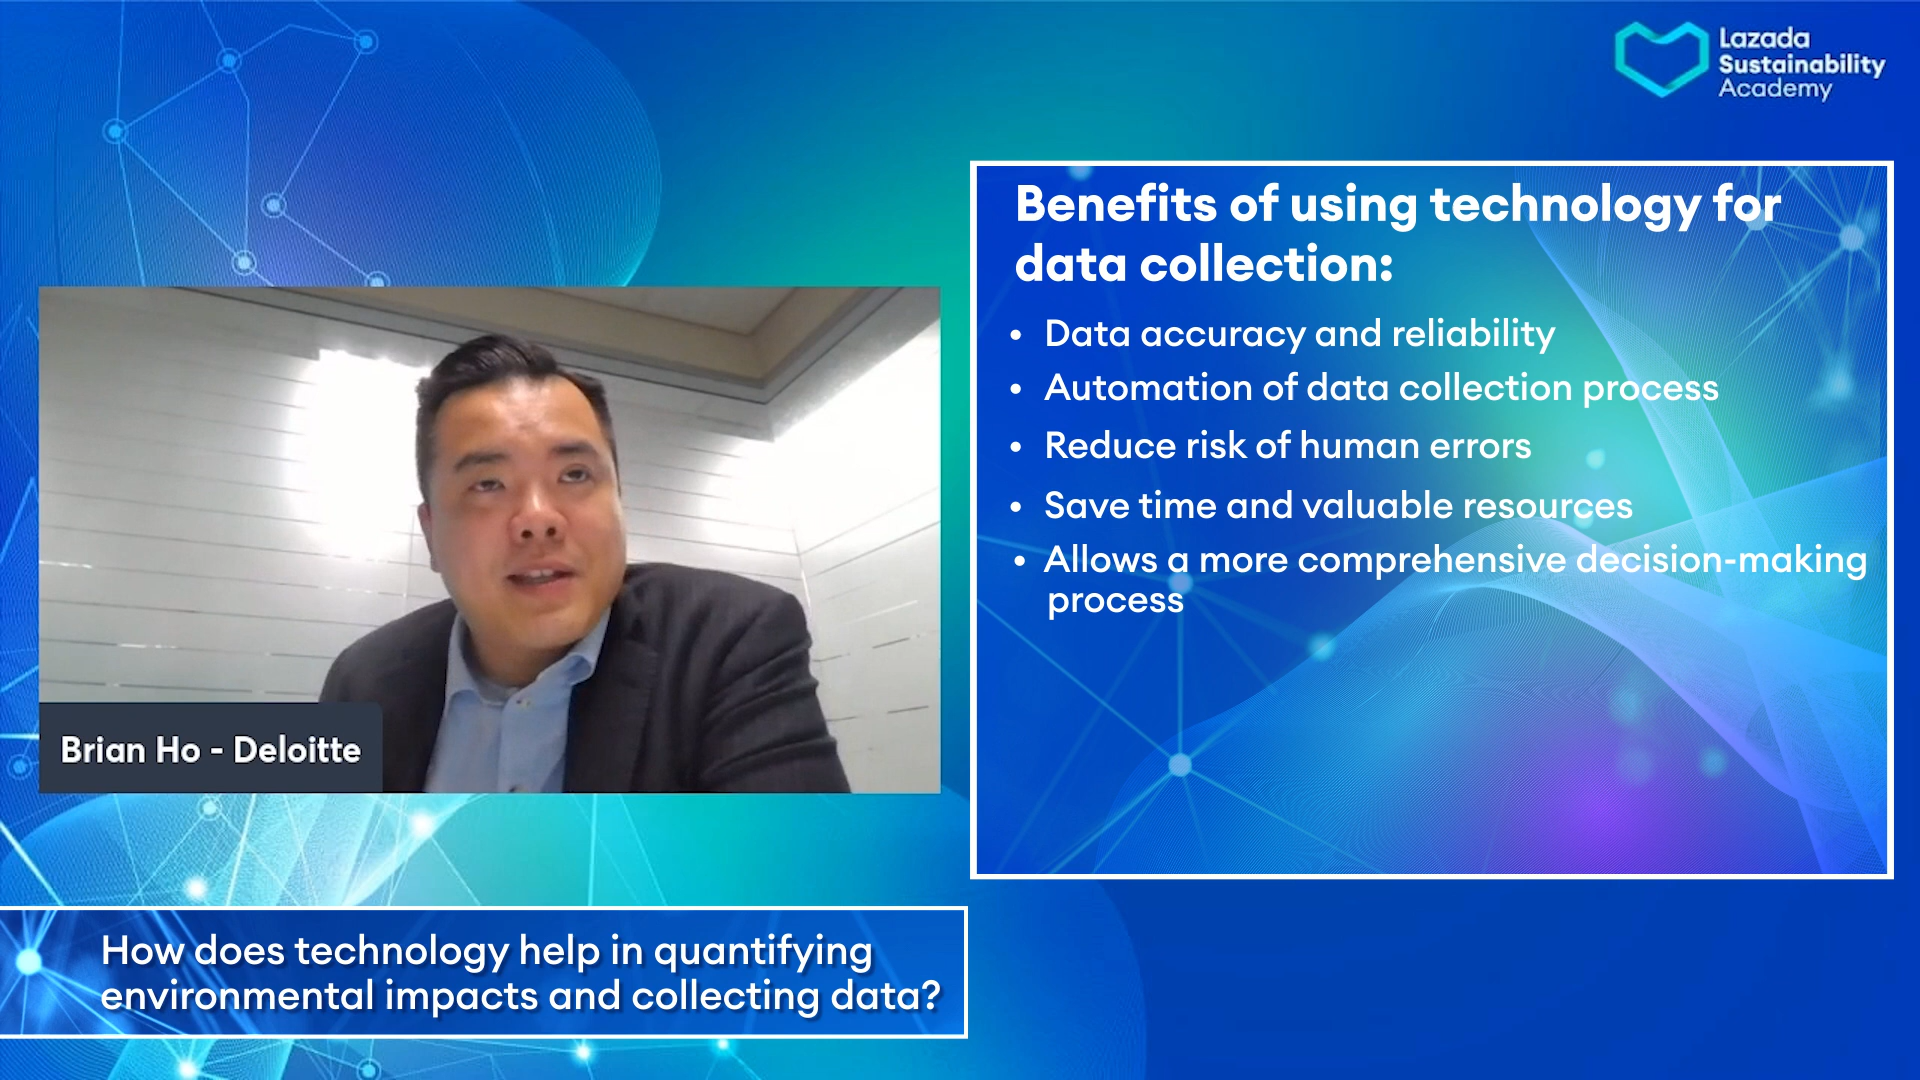 Lazada
Sustainability
Academy
Benefits of using technology for
data collection:
• Data accuracy and reliability
• Automation of data collection process
• Reduce risk of human errors
• Save time and valuable resources
• Allows a more comprehensive decision-making
process
Brian Ho - Deloitte
How does technology help in quantifying
environmental impacts and collecting data?